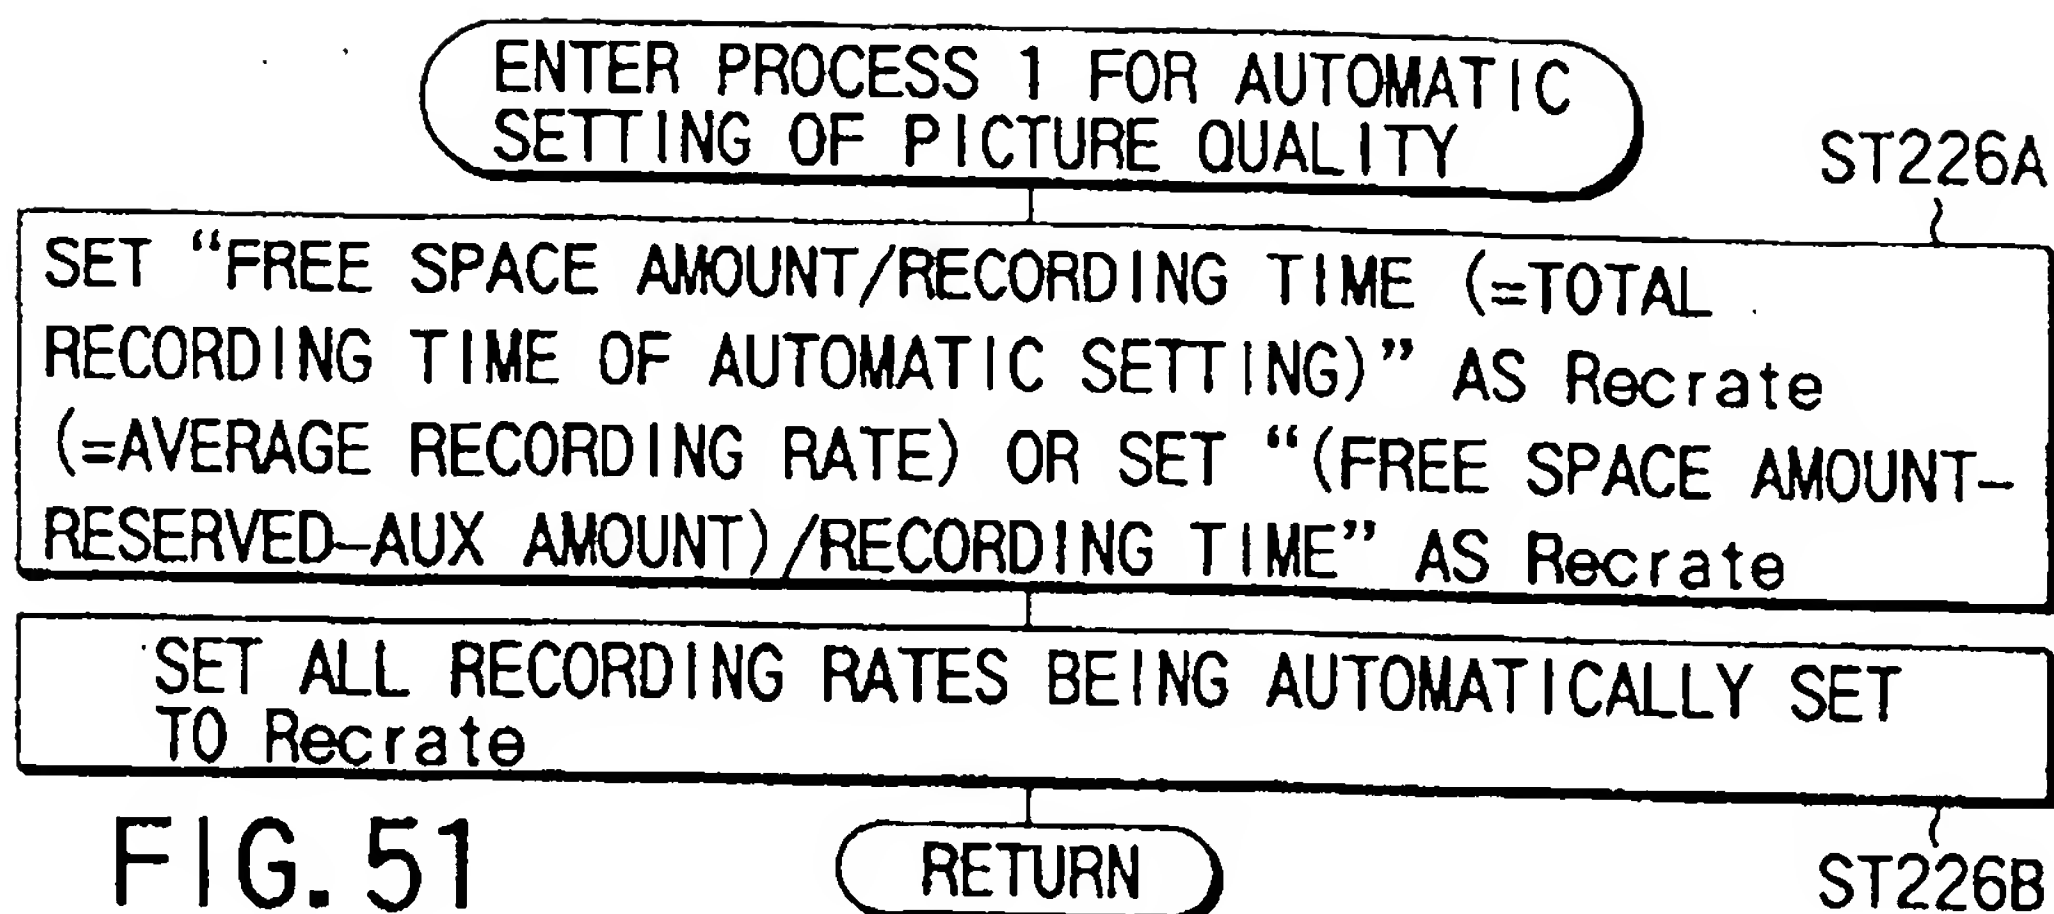 ENTER PROCESS 1 FOR AUTOMATIC
SETTING OF PICTURE QUALITY
ST226A
SET “FREE SPACE AMOUNT/RECORDING TIME (=TOTAL
RECORDING TIME OF AUTOMATIC SETTING)” AS Recrate
(=AVERAGE RECORDING RATE) OR SET “(FREE SPACE AMOUNT–
RESERVED–AUX AMOUNT)/RECORDING TIME” AS Recrate
SET ALL RECORDING RATES BEING AUTOMATICALLY SET
TO Recrate
ST226B
RETURN
FIG. 51